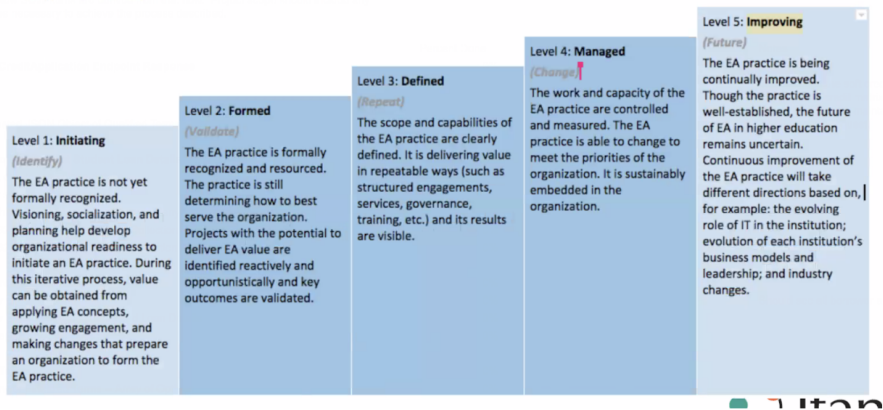 Level 1: Initiating
(Identify)
The EA practice is not yet
formally recognized.
Visioning, socialization, and
planning help develop
organizational readiness to
initiate an EA practice. During
this iterative process, value
can be obtained from
applying EA concepts,
growing engagement, and
making changes that prepare
an organization to form the
EA practice.
Level 2: Formed
(Validate)
The EA practice is formally
recognized and resourced.
The practice is still
determining how to best
serve the organization.
Projects with the potential to
deliver EA value are
identified reactively and
opportunistically and key
outcomes are validated.
Level 3: Defined
(Repeat)
The scope and capabilities of
the EA practice are clearly
defined. It is delivering value
in repeatable ways (such as
structured engagements,
services, governance,
training, etc.) and its results
are visible.
Level 4: Managed
(Change)
The work and capacity of the
EA practice are controlled
and measured. The EA
practice is able to change to
meet the priorities of the
organization. It is sustainably
embedded in the
organization.
Level 5: Improving
(Future)
The EA practice is being
continually improved.
Though the practice is
well-established, the future
of EA in higher education
remains uncertain.
Continuous improvement of
the EA practice will take
different directions based on,
for example: the evolving
role of IT in the institution;
evolution of each institution's
business models and
leadership; and industry
changes.